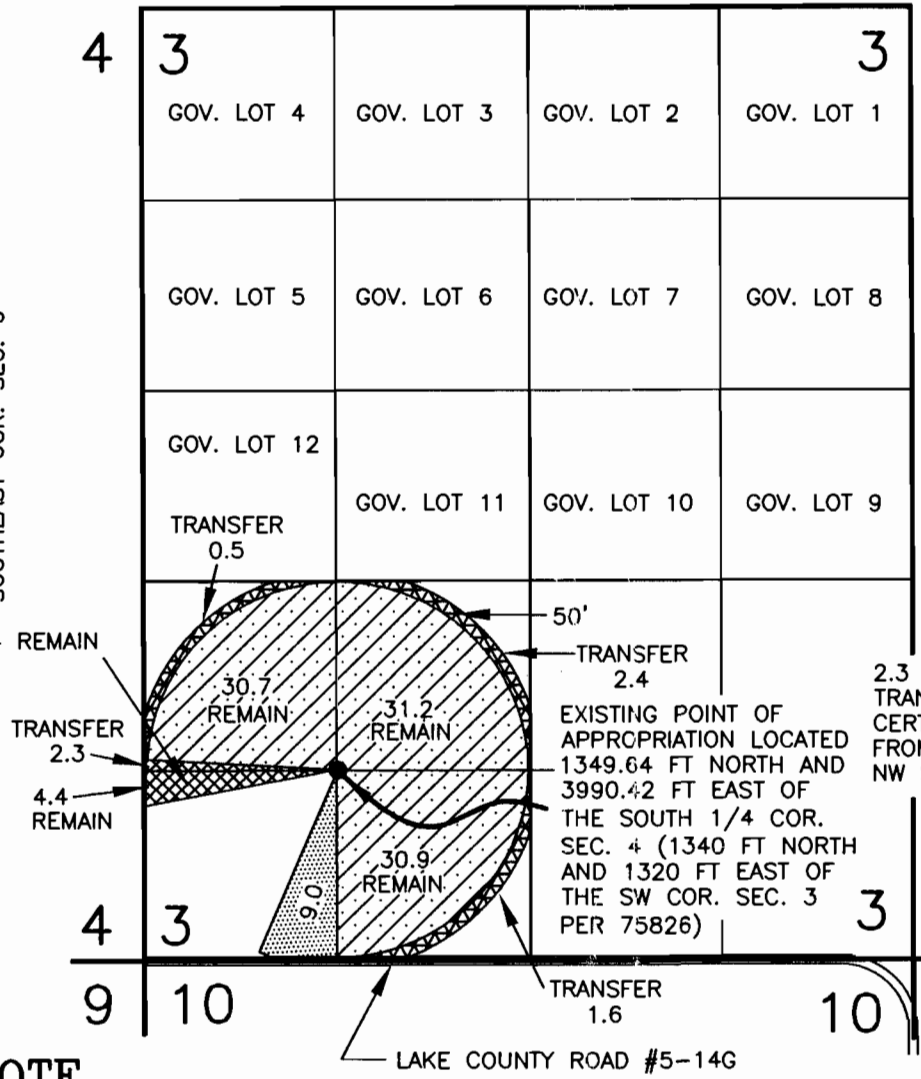 4 3 3
GOV. LOT 4
GOV. LOT 3
GOV. LOT 2
GOV. LOT 1
GOV. LOT 5
GOV. LOT 6
GOV. LOT 7
GOV. LOT 8
GOV. LOT 12
GOV. LOT 11
GOV. LOT 10
GOV. LOT 9
SOUTHEAST COR. SEC.
TRANSFER
0.5
50'
REMAIN
TRANSFER
2.4
30.7
REMAIN
31.2
REMAIN
TRANSFER
2.3
4.4
REMAIN
EXISTING POINT OF
APPROPRIATION LOCATED
1349.64 FT NORTH AND
3990.42 FT EAST OF
THE SOUTH 1/4 COR.
SEC. 4 (1340 FT NORTH
AND 1320 FT EAST OF
THE SW COR. SEC. 3
PER 75826)
2.3
TRAN
CER
FRON
NW
30.9
REMAIN
9.0
4 3 3
9 10 10
TRANSFER
1.6
LAKE COUNTY ROAD #5-14G